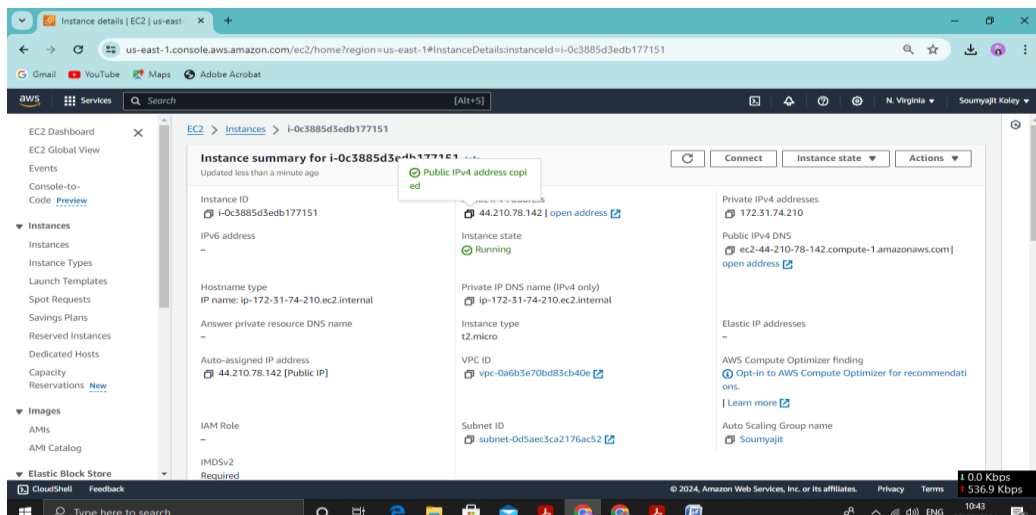 Instance details | EC2 | us-east-
us-east-1.console.aws.amazon.com/ec2/home?region=us-east-1#InstanceDetails:instanceId=i-0c3885d3edb177151
Gmail YouTube Maps Adobe Acrobat
aws Services Search [Alt+S] N. Virginia Soumyajit Koley
EC2 Dashboard
EC2 Global View
Events
Console-to-
Code Preview
Instances
Instances
Instance Types
Launch Templates
Spot Requests
Savings Plans
Reserved Instances
Dedicated Hosts
Capacity
Reservations New
Images
AMIs
AMI Catalog
Elastic Block Store
EC2 > Instances > i-0c3885d3edb177151
Instance summary for i-0c3885d3edb177151
Updated less than a minute ago
Connect Instance state Actions
Public IPv4 address copi
ed
Instance ID
i-0c3885d3edb177151
44.210.78.142 | open address
Private IPv4 addresses
172.31.74.210
IPv6 address
–
Instance state
Running
Public IPv4 DNS
ec2-44-210-78-142.compute-1.amazonaws.com |
open address
Hostname type
IP name: ip-172-31-74-210.ec2.internal
Private IP DNS name (IPv4 only)
ip-172-31-74-210.ec2.internal
Answer private resource DNS name
–
Instance type
t2.micro
Elastic IP addresses
–
Auto-assigned IP address
44.210.78.142 [Public IP]
VPC ID
vpc-0a6b3e70bd83cb40e
AWS Compute Optimizer finding
Opt-in to AWS Compute Optimizer for recommendati
ons.
| Learn more
IAM Role
–
Subnet ID
subnet-0d5aec3ca2176ac52
Auto Scaling Group name
Soumyajit
IMDSv2
Required
CloudShell Feedback © 2024, Amazon Web Services, Inc. or its affiliates. Privacy Terms
0.0 Kbps
536.9 Kbps
Type here to search
ENG
10:43